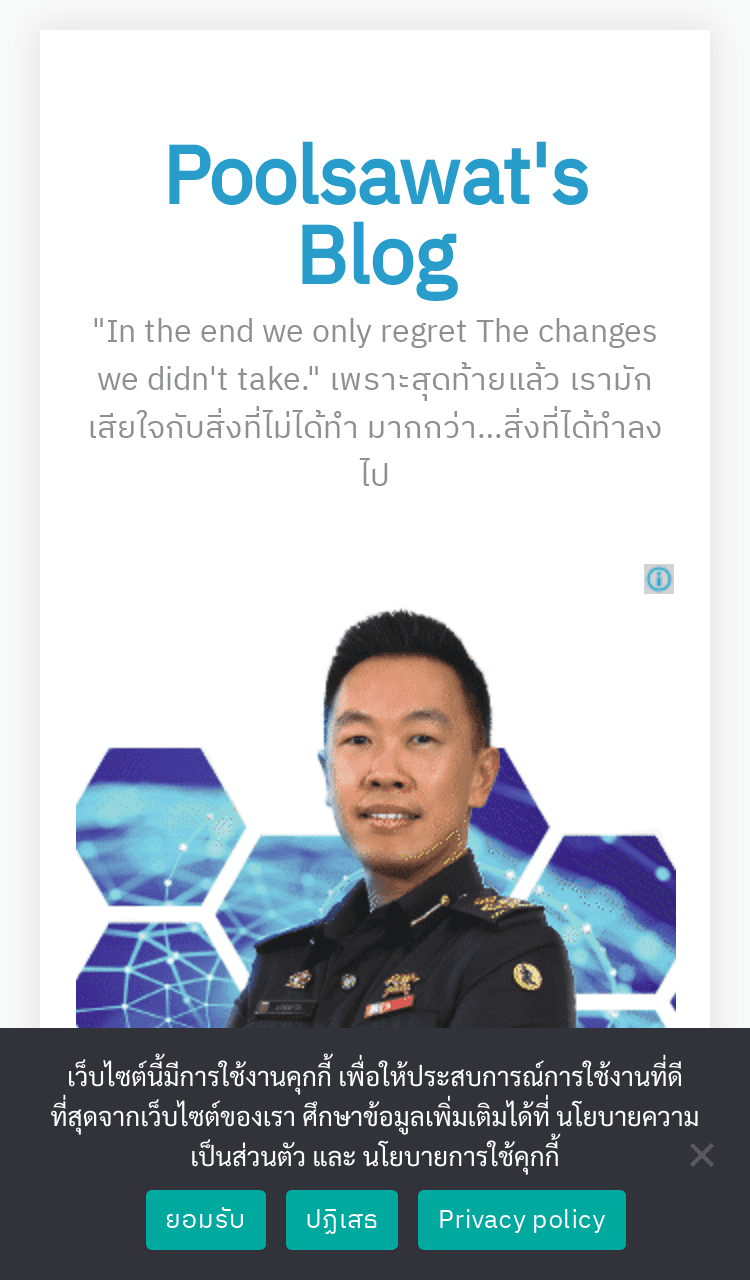 Poolsawat's
Blog
"In the end we only regret The changes
we didn't take." เพราะสุดท้ายแล้ว เรามัก
เสียใจกับสิ่งที่ไม่ได้ทำ มากกว่า...สิ่งที่ได้ทำลง
ไป
เว็บไซต์นี้มีการใช้งานคุกกี้ เพื่อให้ประสบการณ์การใช้งานที่ดี
ที่สุดจากเว็บไซต์ของเรา ศึกษาข้อมูลเพิ่มเติมได้ที่ นโยบายความ
เป็นส่วนตัว และ นโยบายการใช้คุกกี้
ยอมรับ ปฏิเสธ Privacy policy